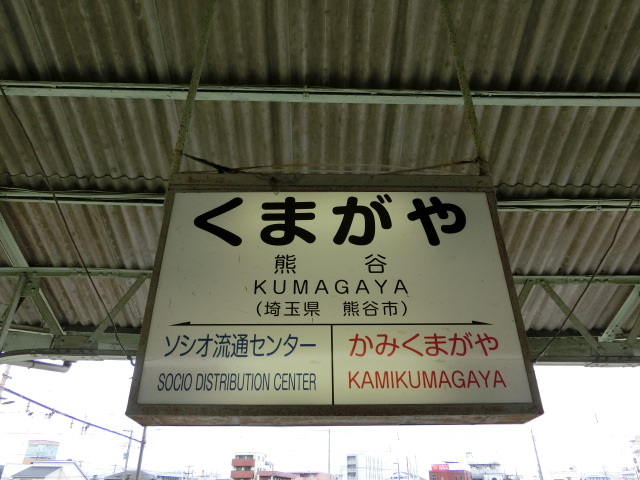 くまがや
熊谷
KUMAGAYA
（埼玉県 熊谷市）
ソシオ流通センター
SOCIO DISTRIBUTION CENTER
かみくまがや
KAMIKUMAGAYA